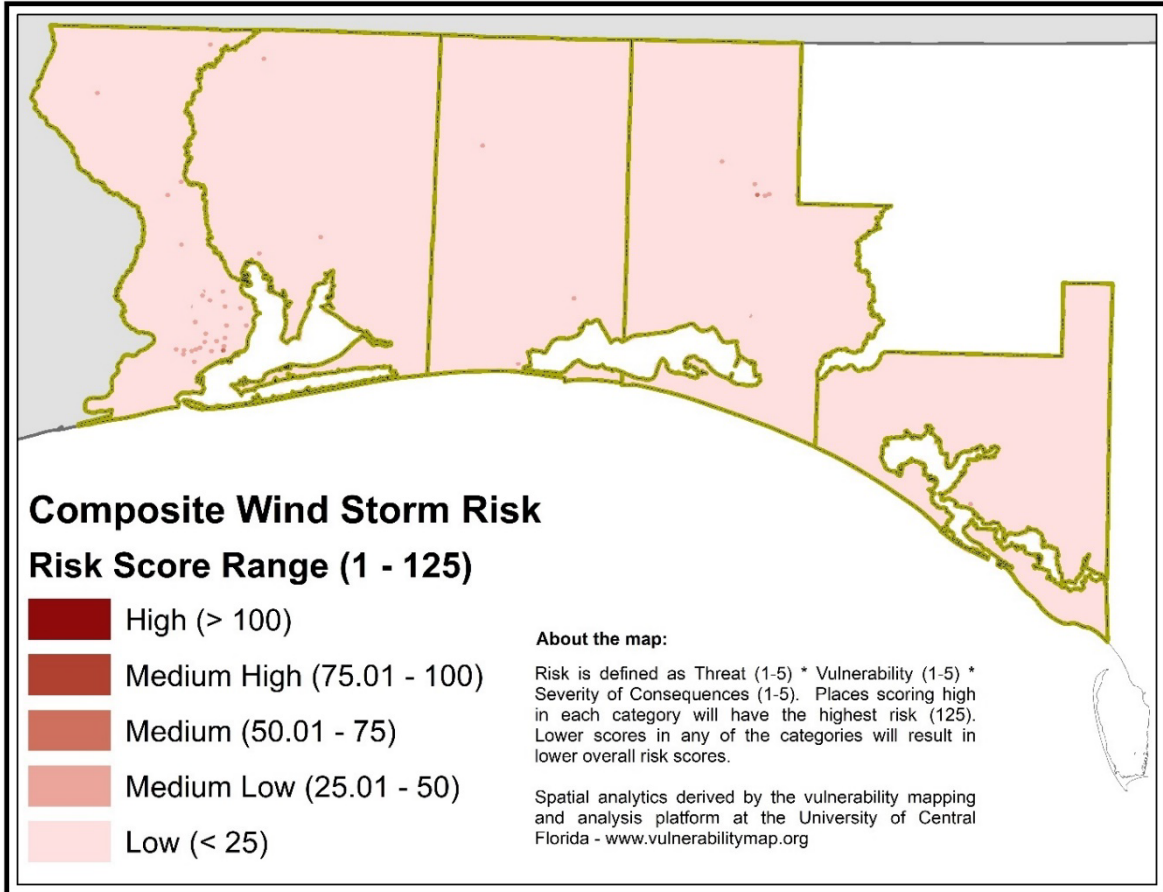 Composite Wind Storm Risk
Risk Score Range (1 - 125)
High (> 100)
Medium High (75.01 - 100)
Medium (50.01 - 75)
Medium Low (25.01 - 50)
Low (< 25)
About the map:
Risk is defined as Threat (1-5) * Vulnerability (1-5) *
Severity of Consequences (1-5). Places scoring high
in each category will have the highest risk (125).
Lower scores in any of the categories will result in
lower overall risk scores.
Spatial analytics derived by the vulnerability mapping
and analysis platform at the University of Central
Florida - www.vulnerabilitymap.org